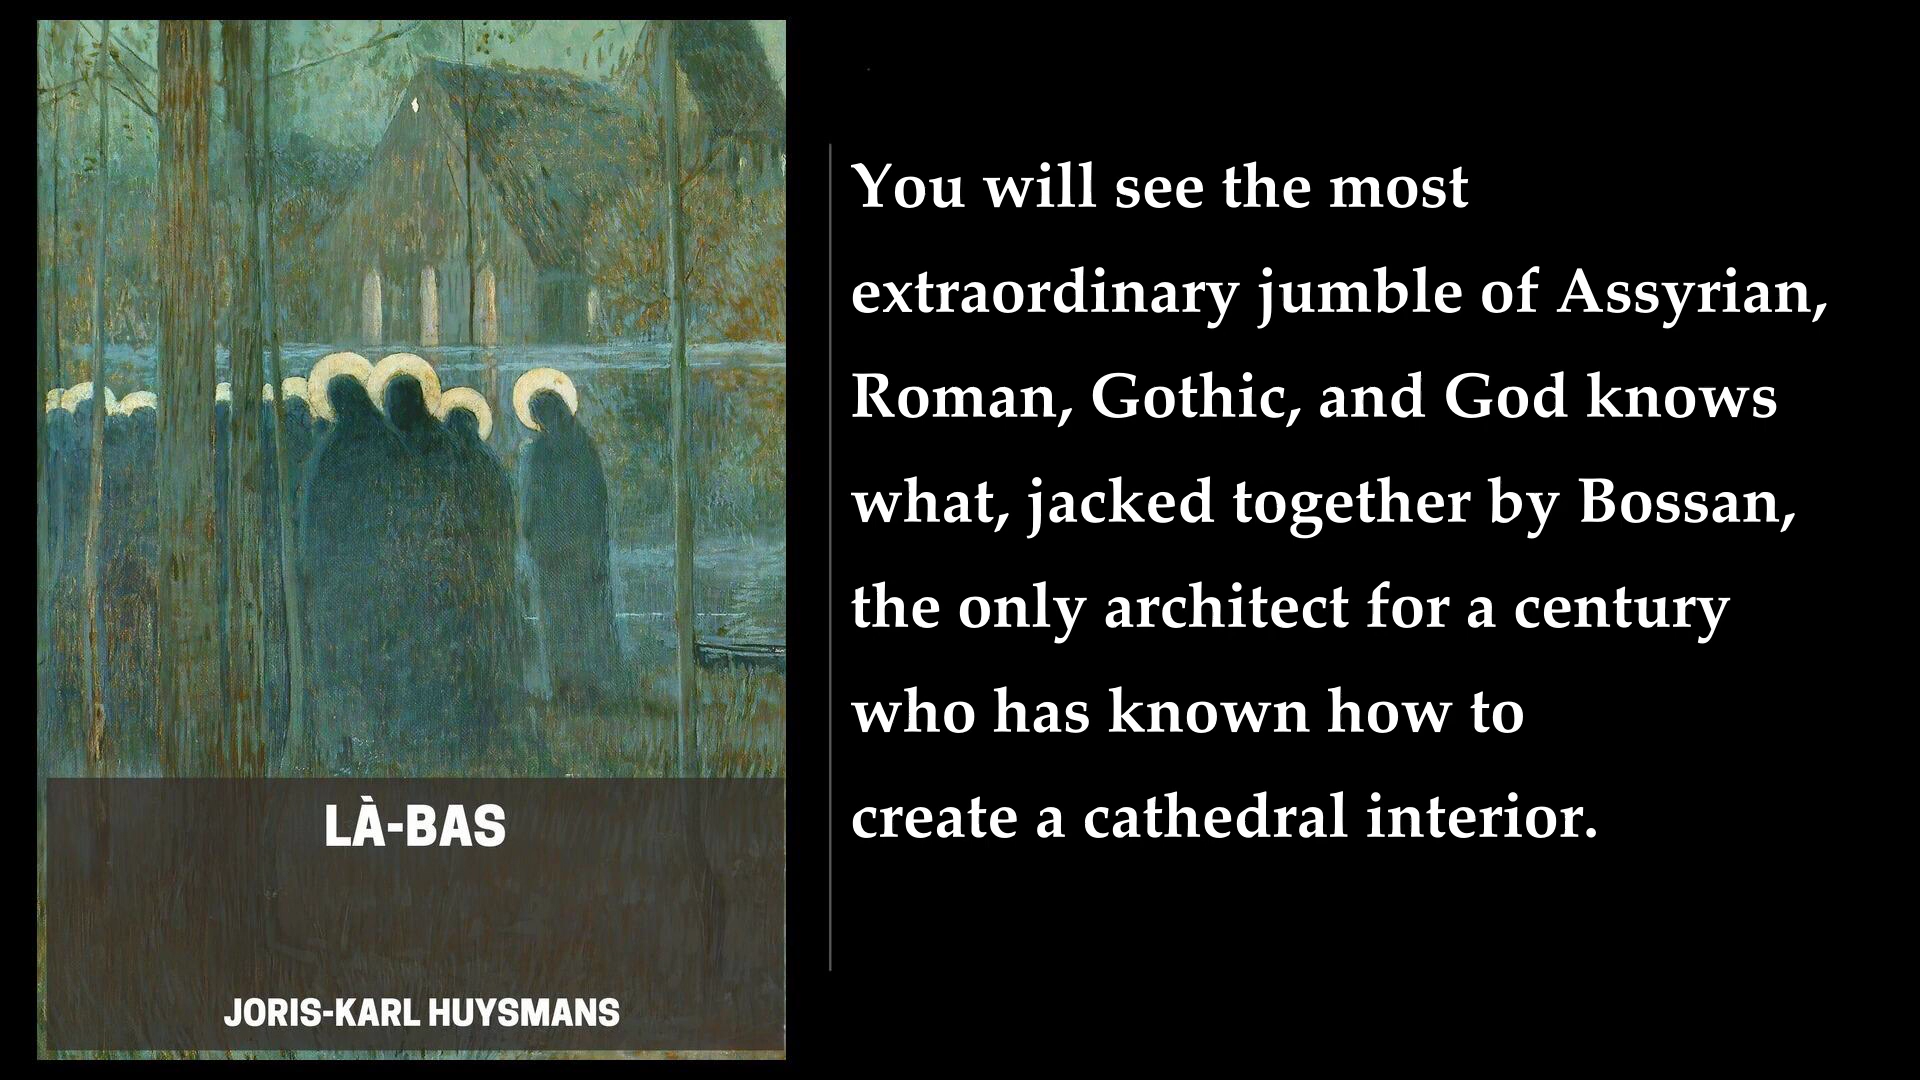 LÀ-BAS
JORIS-KARL HUYSMANS
You will see the most
extraordinary jumble of Assyrian,
Roman, Gothic, and God knows
what, jacked together by Bossan,
the only architect for a century
who has known how to
create a cathedral interior.